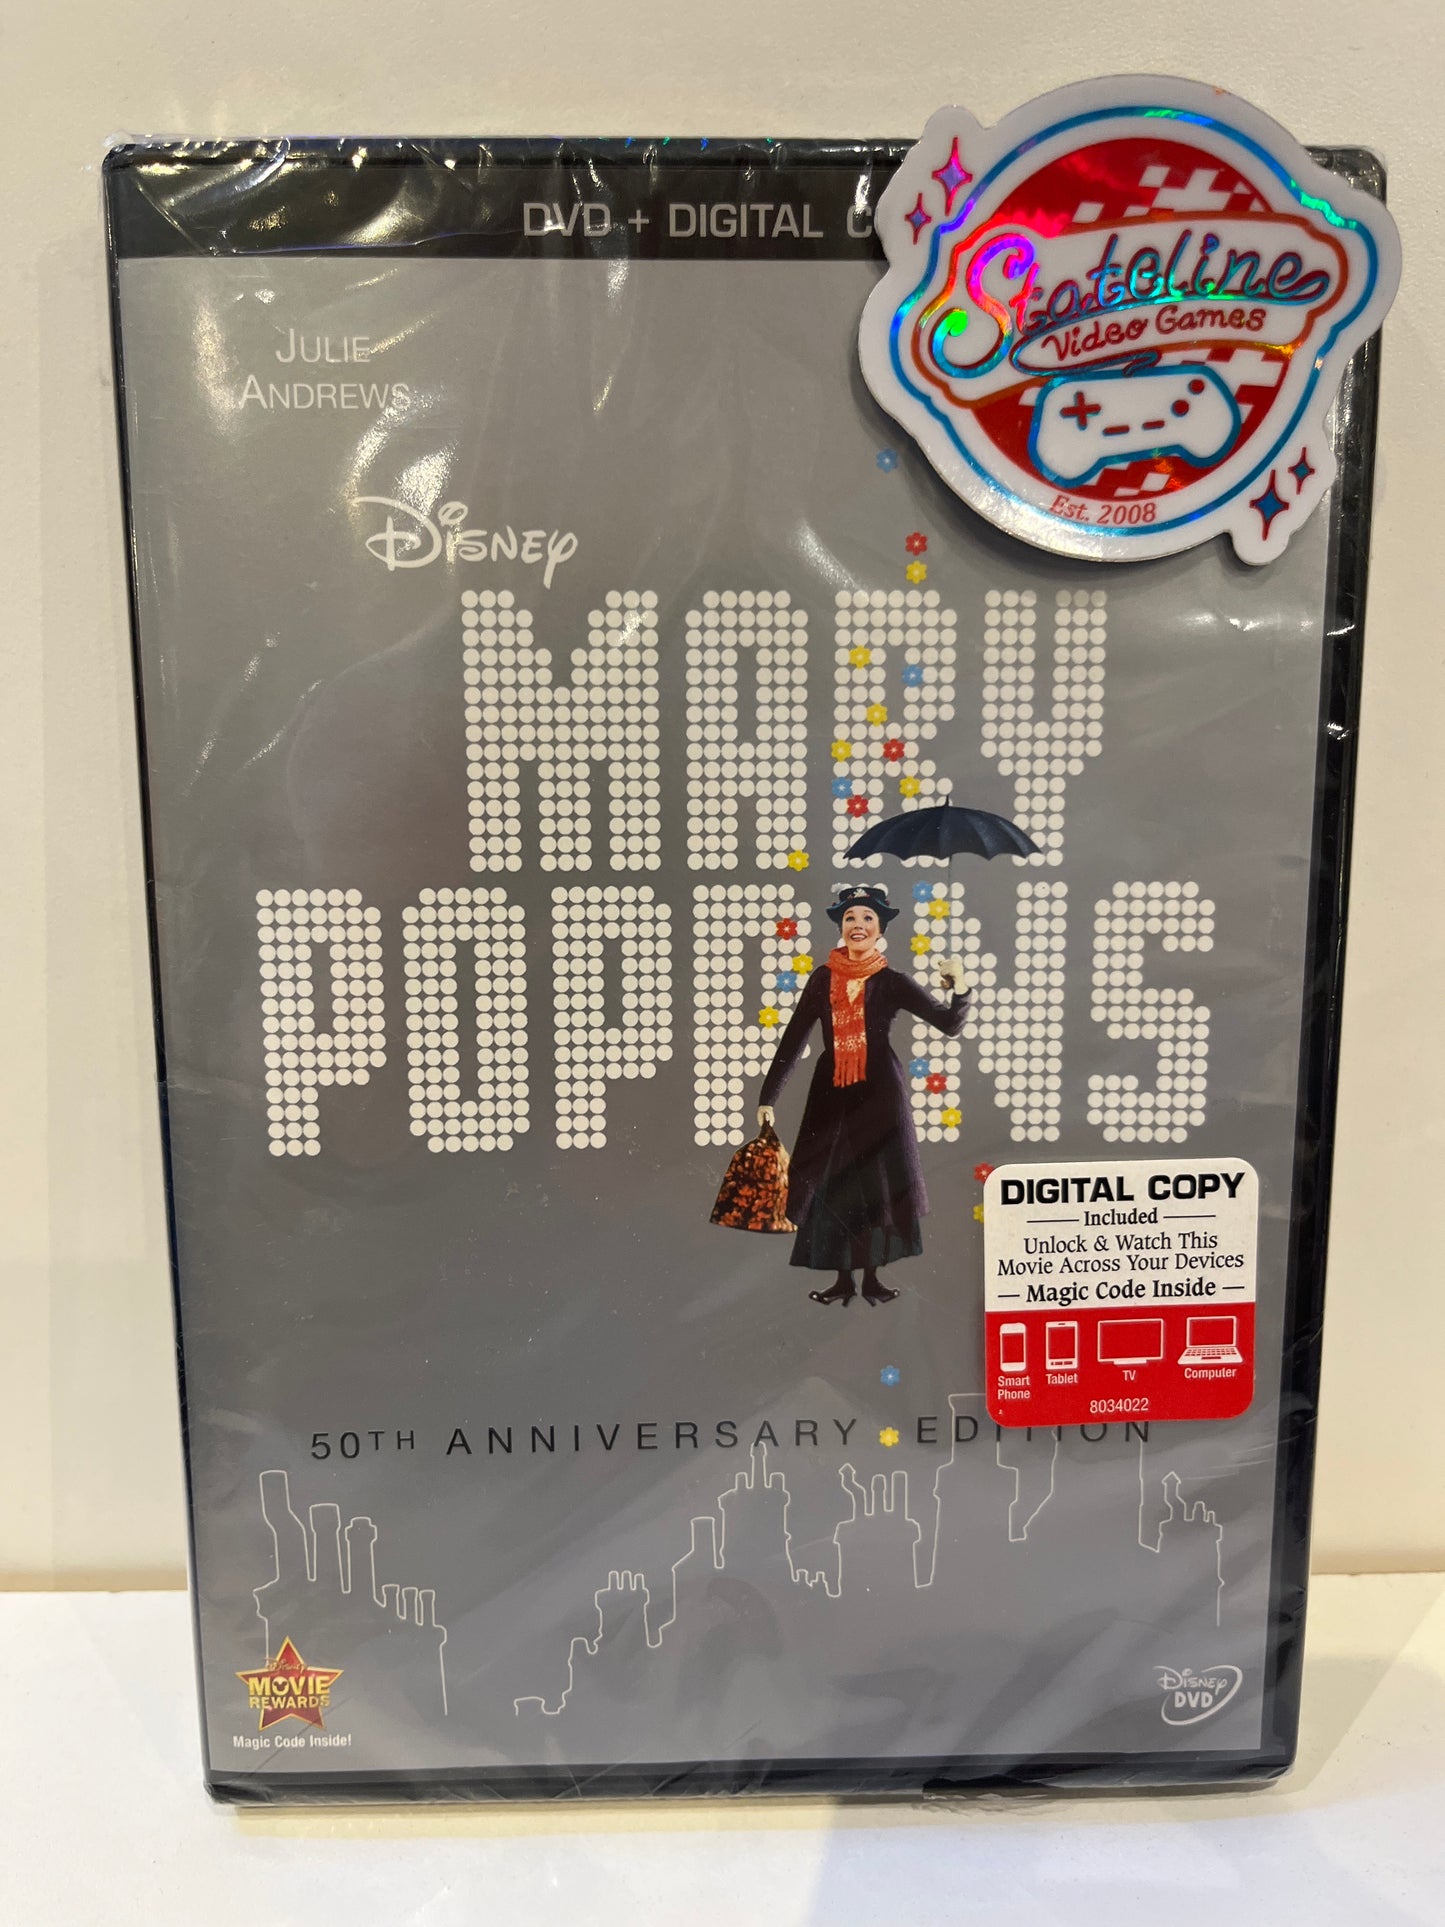 DVD + DIGITAL C
Stateline
Video Games
Est. 2008
JULIE
ANDREWS
DISNEY
MARY
POPPINS
DIGITAL COPY
Included
Unlock & Watch This
Movie Across Your Devices
Magic Code Inside
Smart
Phone
Tablet
TV
Computer
8034022
50TH ANNIVERSARY EDITION
Disney
MOVIE
REWARDS
Magic Code Inside!
DISNEY
DVD